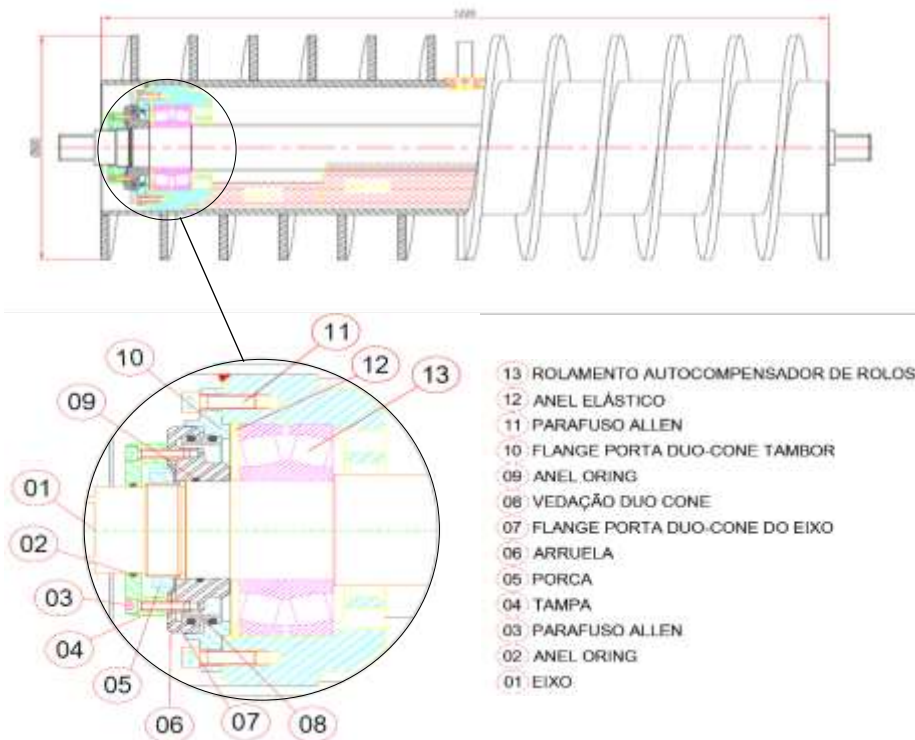 11
10
12
13
09
01
02
03
04
05
06
07
08
13 ROLAMENTO AUTOCOMPENSADOR DE ROLOS
12 ANEL ELÁSTICO
11 PARAFUSO ALLEN
10 FLANGE PORTA DUO-CONE TAMBOR
09 ANEL ORING
08 VEDAÇÃO DUO CONE
07 FLANGE PORTA DUO-CONE DO EIXO
06 ARRUELA
05 PORCA
04 TAMPA
03 PARAFUSO ALLEN
02 ANEL ORING
01 EIXO